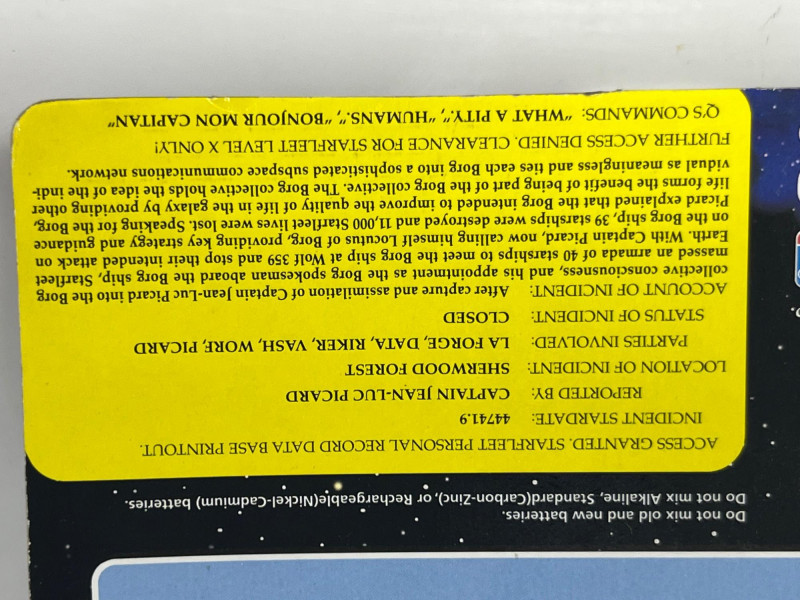 ACCESS GRANTED. STARFLEET PERSONAL RECORD DATA BASE PRINTOUT.
INCIDENT STARDATE: 44741.9
REPORTED BY: CAPTAIN JEAN-LUC PICARD
LOCATION OF INCIDENT: SHERWOOD FOREST
PARTIES INVOLVED: LA FORGE, DATA, RIKER, VASH, WORF, PICARD
STATUS OF INCIDENT: CLOSED
ACCOUNT OF INCIDENT: After capture and assimilation of Captain Jean-Luc Picard into the Borg
collective consciousness, and his appointment as the Borg spokesman aboard the Borg ship, Starfleet
massed an armada of 40 starships to meet the Borg ship at Wolf 359 and stop their intended attack on
Earth. With Captain Picard, now calling himself Locutus of Borg, providing key strategy and guidance
on the Borg ship, 39 starships were destroyed and 11,000 Starfleet lives were lost. Speaking for the Borg,
Picard explained that the Borg intended to improve the quality of life in the galaxy by providing other
life forms the benefit of being part of the Borg collective. The Borg collective holds the idea of the indi-
vidual as meaningless and ties each Borg into a sophisticated subspace communications network.
FURTHER ACCESS DENIED. CLEARANCE FOR STARFLEET LEVEL X ONLY!
Q'S COMMANDS: "WHAT A PITY.", "HUMANS.", "BONJOUR MON CAPITAN"
Do not mix old and new batteries.
Do not mix Alkaline, Standard(Carbon-Zinc), or Rechargeable(Nickel-Cadmium) batteries.